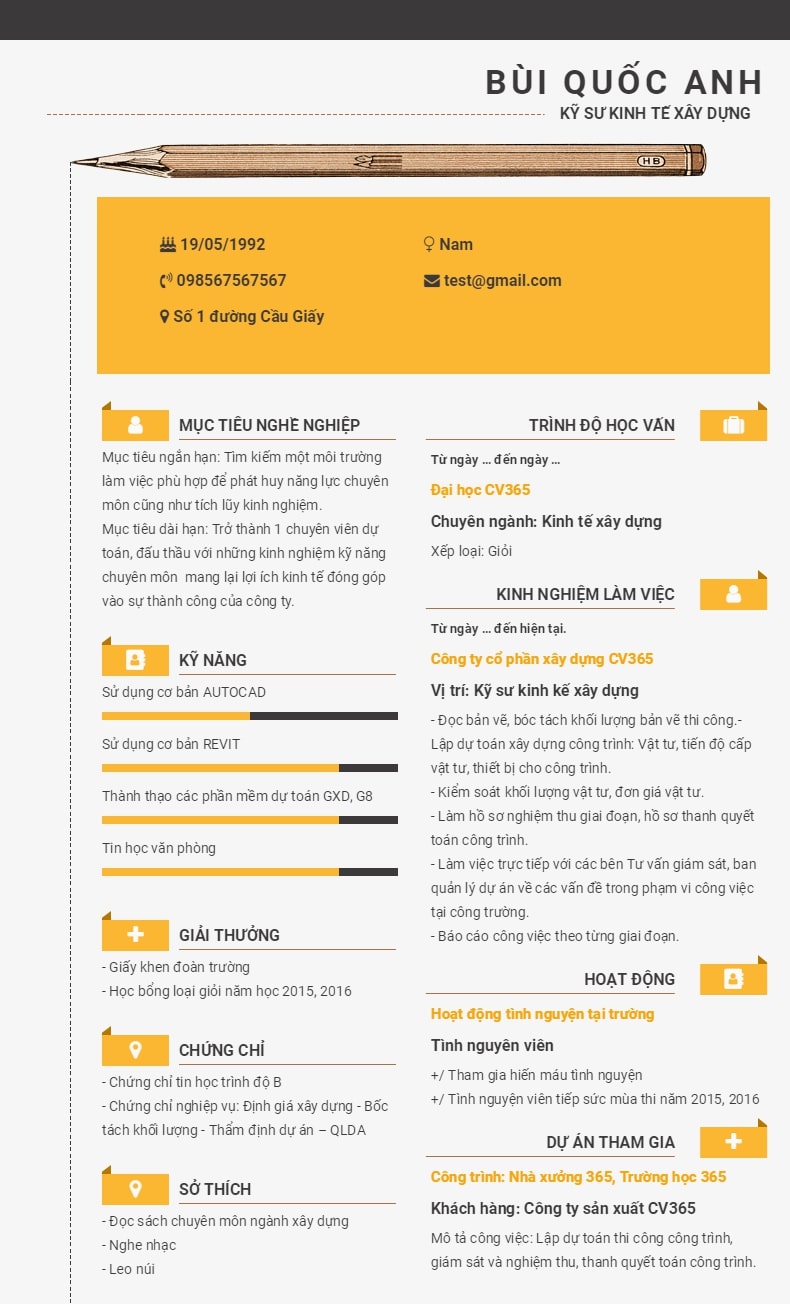 BÙI QUỐC ANH
KỸ SƯ KINH TẾ XÂY DỰNG
HB
19/05/1992
Nam
098567567567
test@gmail.com
Số 1 đường Cầu Giấy
MỤC TIÊU NGHỀ NGHIỆP
Mục tiêu ngắn hạn: Tìm kiếm một môi trường
làm việc phù hợp để phát huy năng lực chuyên
môn cũng như tích lũy kinh nghiệm.
Mục tiêu dài hạn: Trở thành 1 chuyên viên dự
toán, đấu thầu với những kinh nghiệm kỹ năng
chuyên môn  mang lại lợi ích kinh tế đóng góp
vào sự thành công của công ty.
KỸ NĂNG
Sử dụng cơ bản AUTOCAD
Sử dụng cơ bản REVIT
Thành thạo các phần mềm dự toán GXD, G8
Tin học văn phòng
GIẢI THƯỞNG
- Giấy khen đoàn trường
- Học bổng loại giỏi năm học 2015, 2016
CHỨNG CHỈ
- Chứng chỉ tin học trình độ B
- Chứng chỉ nghiệp vụ: Định giá xây dựng - Bốc
tách khối lượng - Thẩm định dự án – QLDA
SỞ THÍCH
- Đọc sách chuyên môn ngành xây dựng
- Nghe nhạc
- Leo núi
TRÌNH ĐỘ HỌC VẤN
Từ ngày ... đến ngày ...
Đại học CV365
Chuyên ngành: Kinh tế xây dựng
Xếp loại: Giỏi
KINH NGHIỆM LÀM VIỆC
Từ ngày ... đến hiện tại.
Công ty cổ phần xây dựng CV365
Vị trí: Kỹ sư kinh kế xây dựng
- Đọc bản vẽ, bóc tách khối lượng bản vẽ thi công.-
Lập dự toán xây dựng công trình: Vật tư, tiến độ cấp
vật tư, thiết bị cho công trình.
- Kiểm soát khối lượng vật tư, đơn giá vật tư.
- Làm hồ sơ nghiệm thu giai đoạn, hồ sơ thanh quyết
toán công trình.
- Làm việc trực tiếp với các bên Tư vấn giám sát, ban
quản lý dự án về các vấn đề trong phạm vi công việc
tại công trường.
- Báo cáo công việc theo từng giai đoạn.
HOẠT ĐỘNG
Hoạt động tình nguyện tại trường
Tình nguyên viên
+/ Tham gia hiến máu tình nguyện
+/ Tình nguyện viên tiếp sức mùa thi năm 2015, 2016
DỰ ÁN THAM GIA
Công trình: Nhà xưởng 365, Trường học 365
Khách hàng: Công ty sản xuất CV365
Mô tả công việc: Lập dự toán thi công công trình,
giám sát và nghiệm thu, thanh quyết toán công trình.